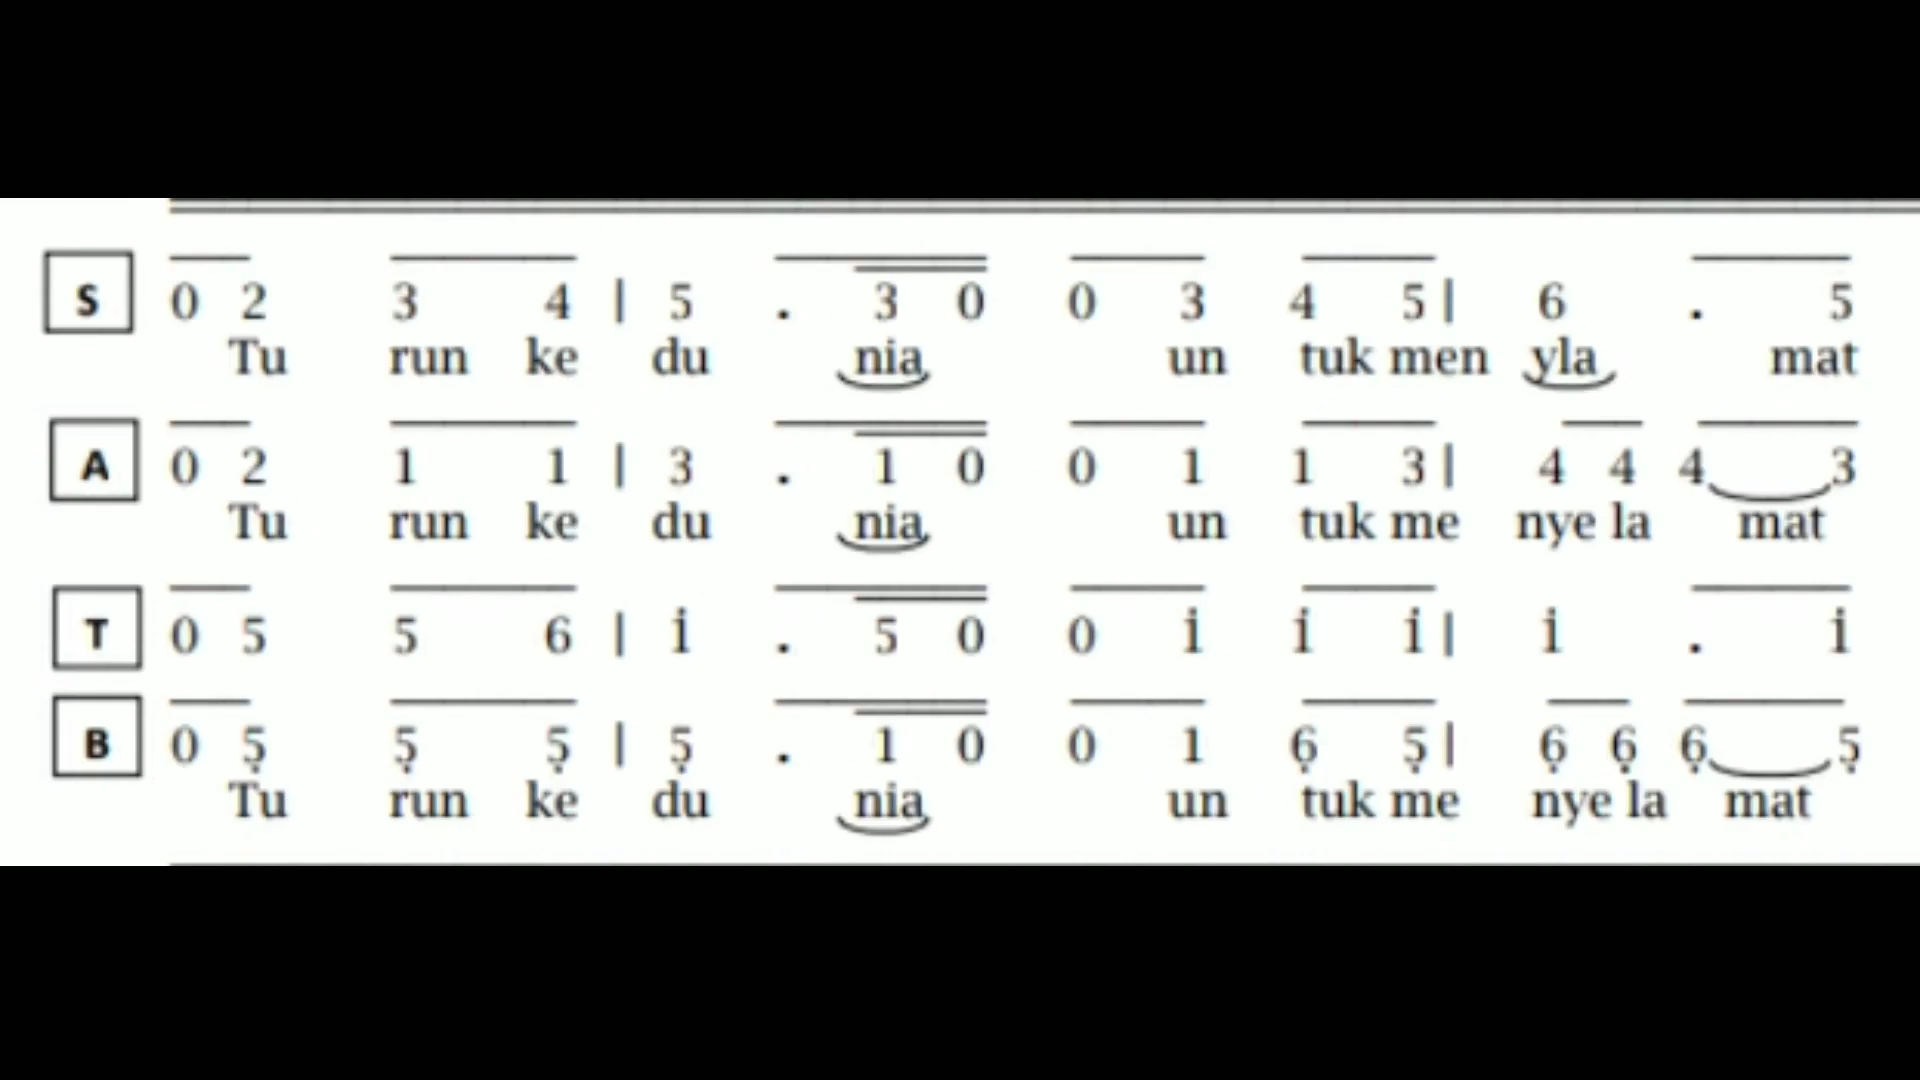 S 0 2 3 4 | 5 . 3 0 0 3 4 5 | 6 . 5
Tu run ke du nia un tuk men yla mat
A 0 2 1 1 | 3 . 1 0 0 1 1 3 | 4 4 4 3
Tu run ke du nia un tuk me nye la mat
T 0 5 5 6 | i . 5 0 0 i i i | i . i
B 0 5̣ 5̣ 5̣ | 5̣ . 1 0 0 1 6̣ 5̣ | 6̣ 6̣ 6̣ 5̣
Tu run ke du nia un tuk me nye la mat